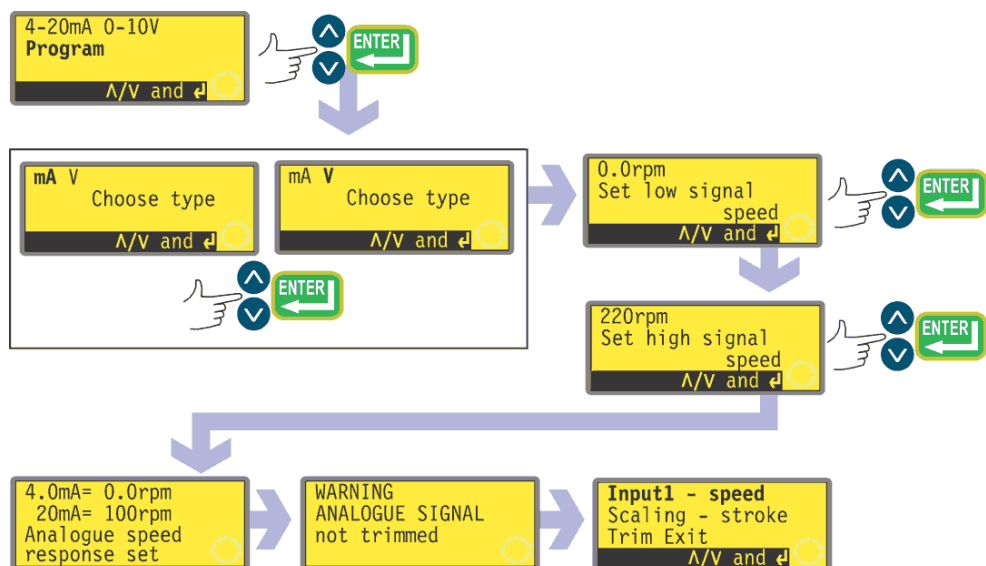 4-20mA 0-10V
Program
Λ/V and ↲
ENTER
mA V
Choose type
Λ/V and ↲
mA V
Choose type
Λ/V and ↲
ENTER
0.0rpm
Set low signal
speed
Λ/V and ↲
ENTER
220rpm
Set high signal
speed
Λ/V and ↲
ENTER
4.0mA= 0.0rpm
20mA= 100rpm
Analogue speed
response set
WARNING
ANALOGUE SIGNAL
not trimmed
Input1 - speed
Scaling - stroke
Trim Exit
Λ/V and ↲